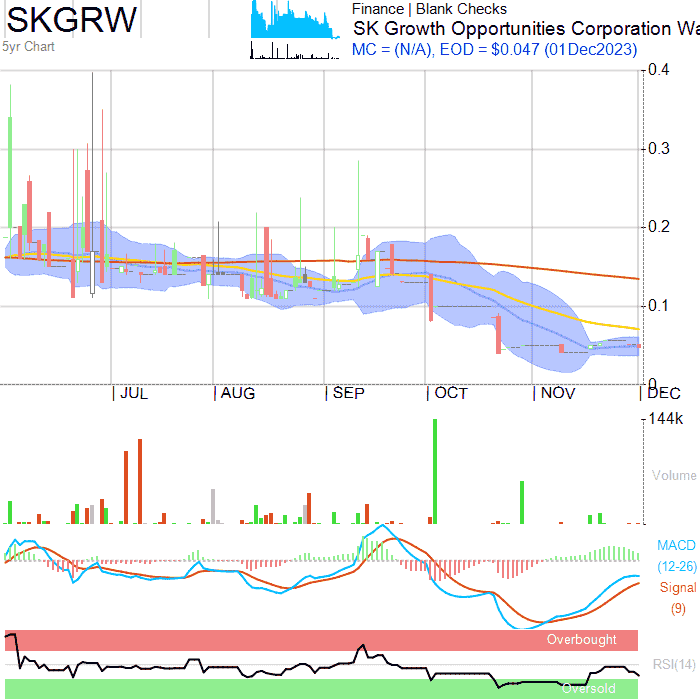 SKGRW
5yr Chart
Finance | Blank Checks
SK Growth Opportunities Corporation Wa
MC = (N/A), EOD = $0.047 (01Dec2023)
0.4
0.3
0.2
0.1
0
JUL
AUG
SEP
OCT
NOV
DEC
144k
Volume
MACD
(12-26)
Signal
(9)
Overbought
RSI(14)
Oversold